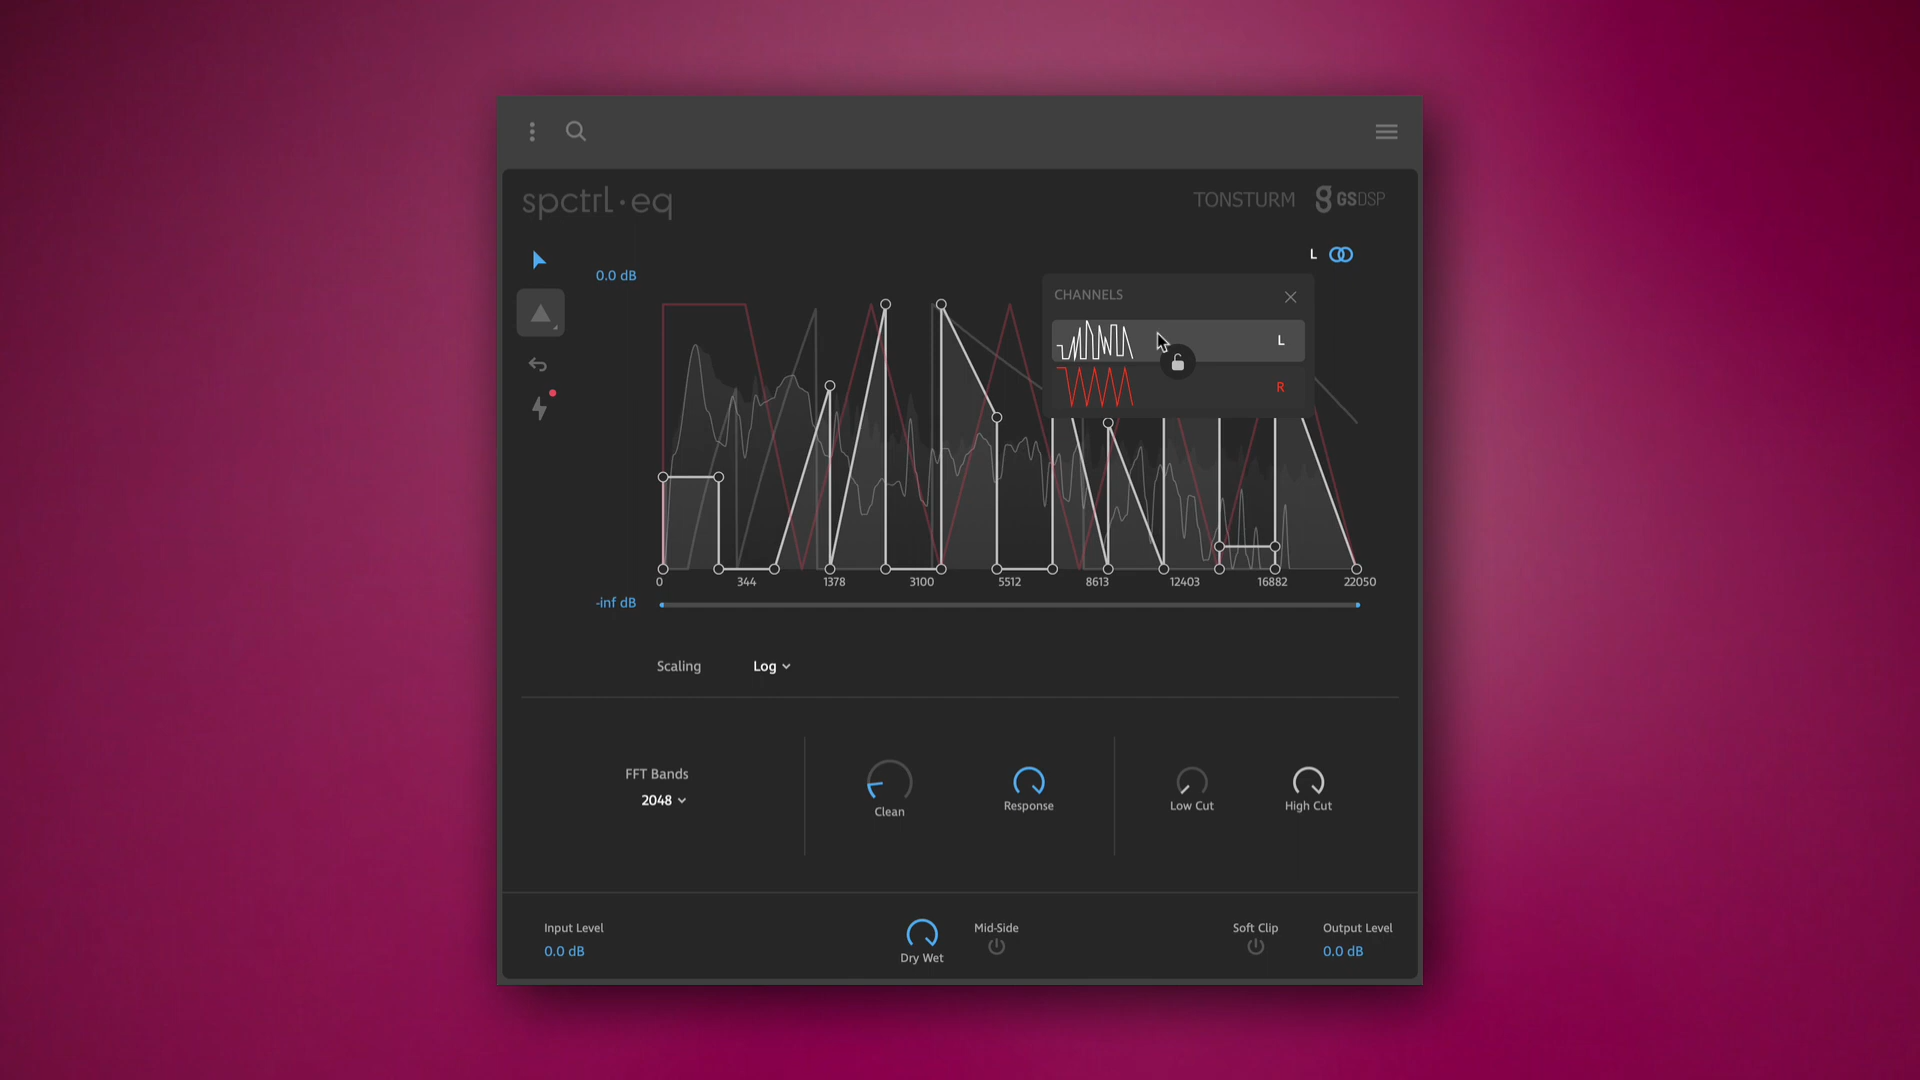 spctrl·eq
TONSTURM
GSDSP
L
0.0 dB
CHANNELS
L
R
0 344 1378 3100 5512 8613 12403 16882 22050
-inf dB
Scaling Log
FFT Bands
2048
Clean
Response
Low Cut
High Cut
Input Level
0.0 dB
Dry Wet
Mid-Side
Soft Clip
Output Level
0.0 dB